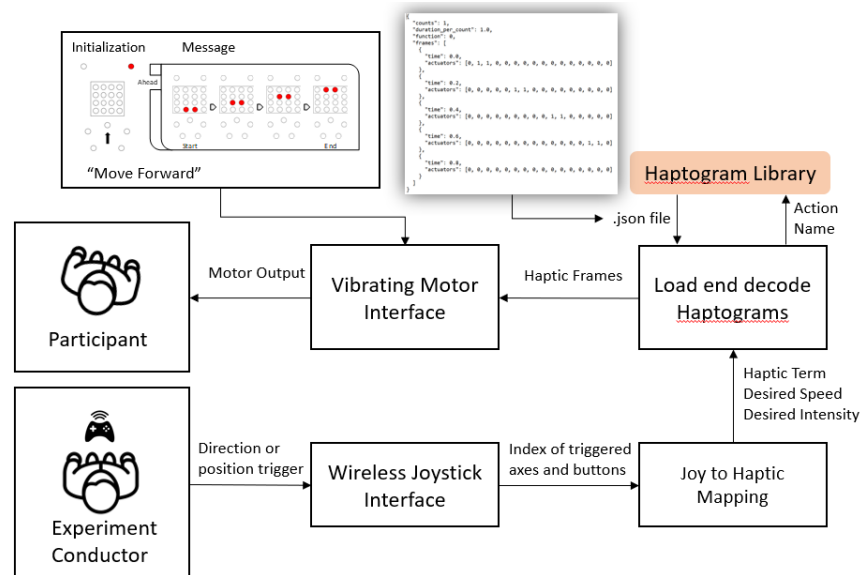 Initialization
Message
Ahead
Start
End
“Move Forward”
{
"counts": 1,
"duration_per_count": 1.0,
"function": 0,
"frames": [
{
"time": 0.0,
"actuators": [0, 1, 1, 0, 0, 0, 0, 0, 0, 0, 0, 0, 0, 0, 0, 0]
},
{
"time": 0.2,
"actuators": [0, 0, 0, 0, 0, 1, 1, 0, 0, 0, 0, 0, 0, 0, 0, 0]
},
{
"time": 0.4,
"actuators": [0, 0, 0, 0, 0, 0, 0, 0, 0, 1, 1, 0, 0, 0, 0, 0]
},
{
"time": 0.6,
"actuators": [0, 0, 0, 0, 0, 0, 0, 0, 0, 0, 0, 0, 0, 1, 1, 0]
},
{
"time": 0.8,
"actuators": [0, 0, 0, 0, 0, 0, 0, 0, 0, 0, 0, 0, 0, 0, 0, 0]
}
]
}
Haptogram Library
.json file
Action
Name
Participant
Motor Output
Vibrating Motor
Interface
Haptic Frames
Load end decode
Haptograms
Haptic Term
Desired Speed
Desired Intensity
Experiment
Conductor
Direction or
position trigger
Wireless Joystick
Interface
Index of triggered
axes and buttons
Joy to Haptic
Mapping